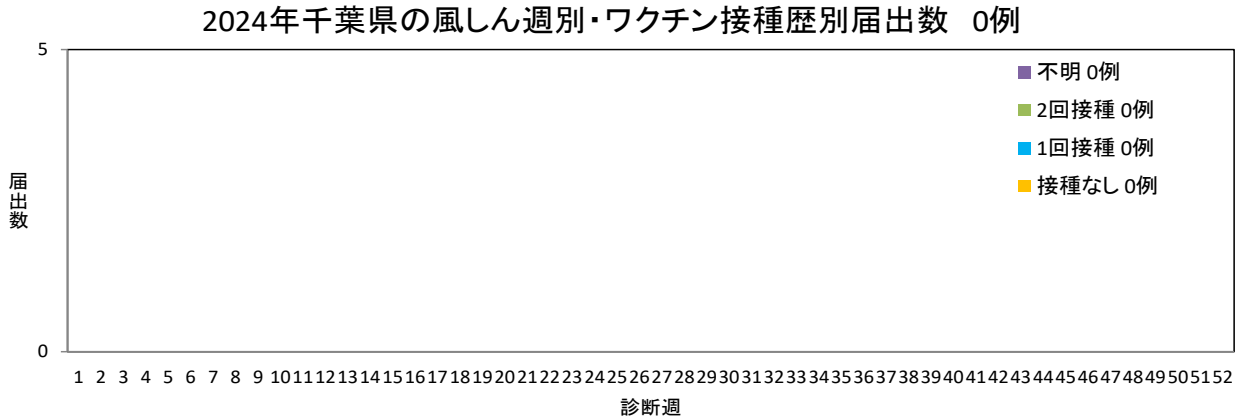 2024年千葉県の風しん週別・ワクチン接種歴別届出数 0例
5
不明 0例
2回接種 0例
1回接種 0例
接種なし 0例
届出数
0
1 2 3 4 5 6 7 8 9 10 11 12 13 14 15 16 17 18 19 20 21 22 23 24 25 26 27 28 29 30 31 32 33 34 35 36 37 38 39 40 41 42 43 44 45 46 47 48 49 50 51 52
診断週